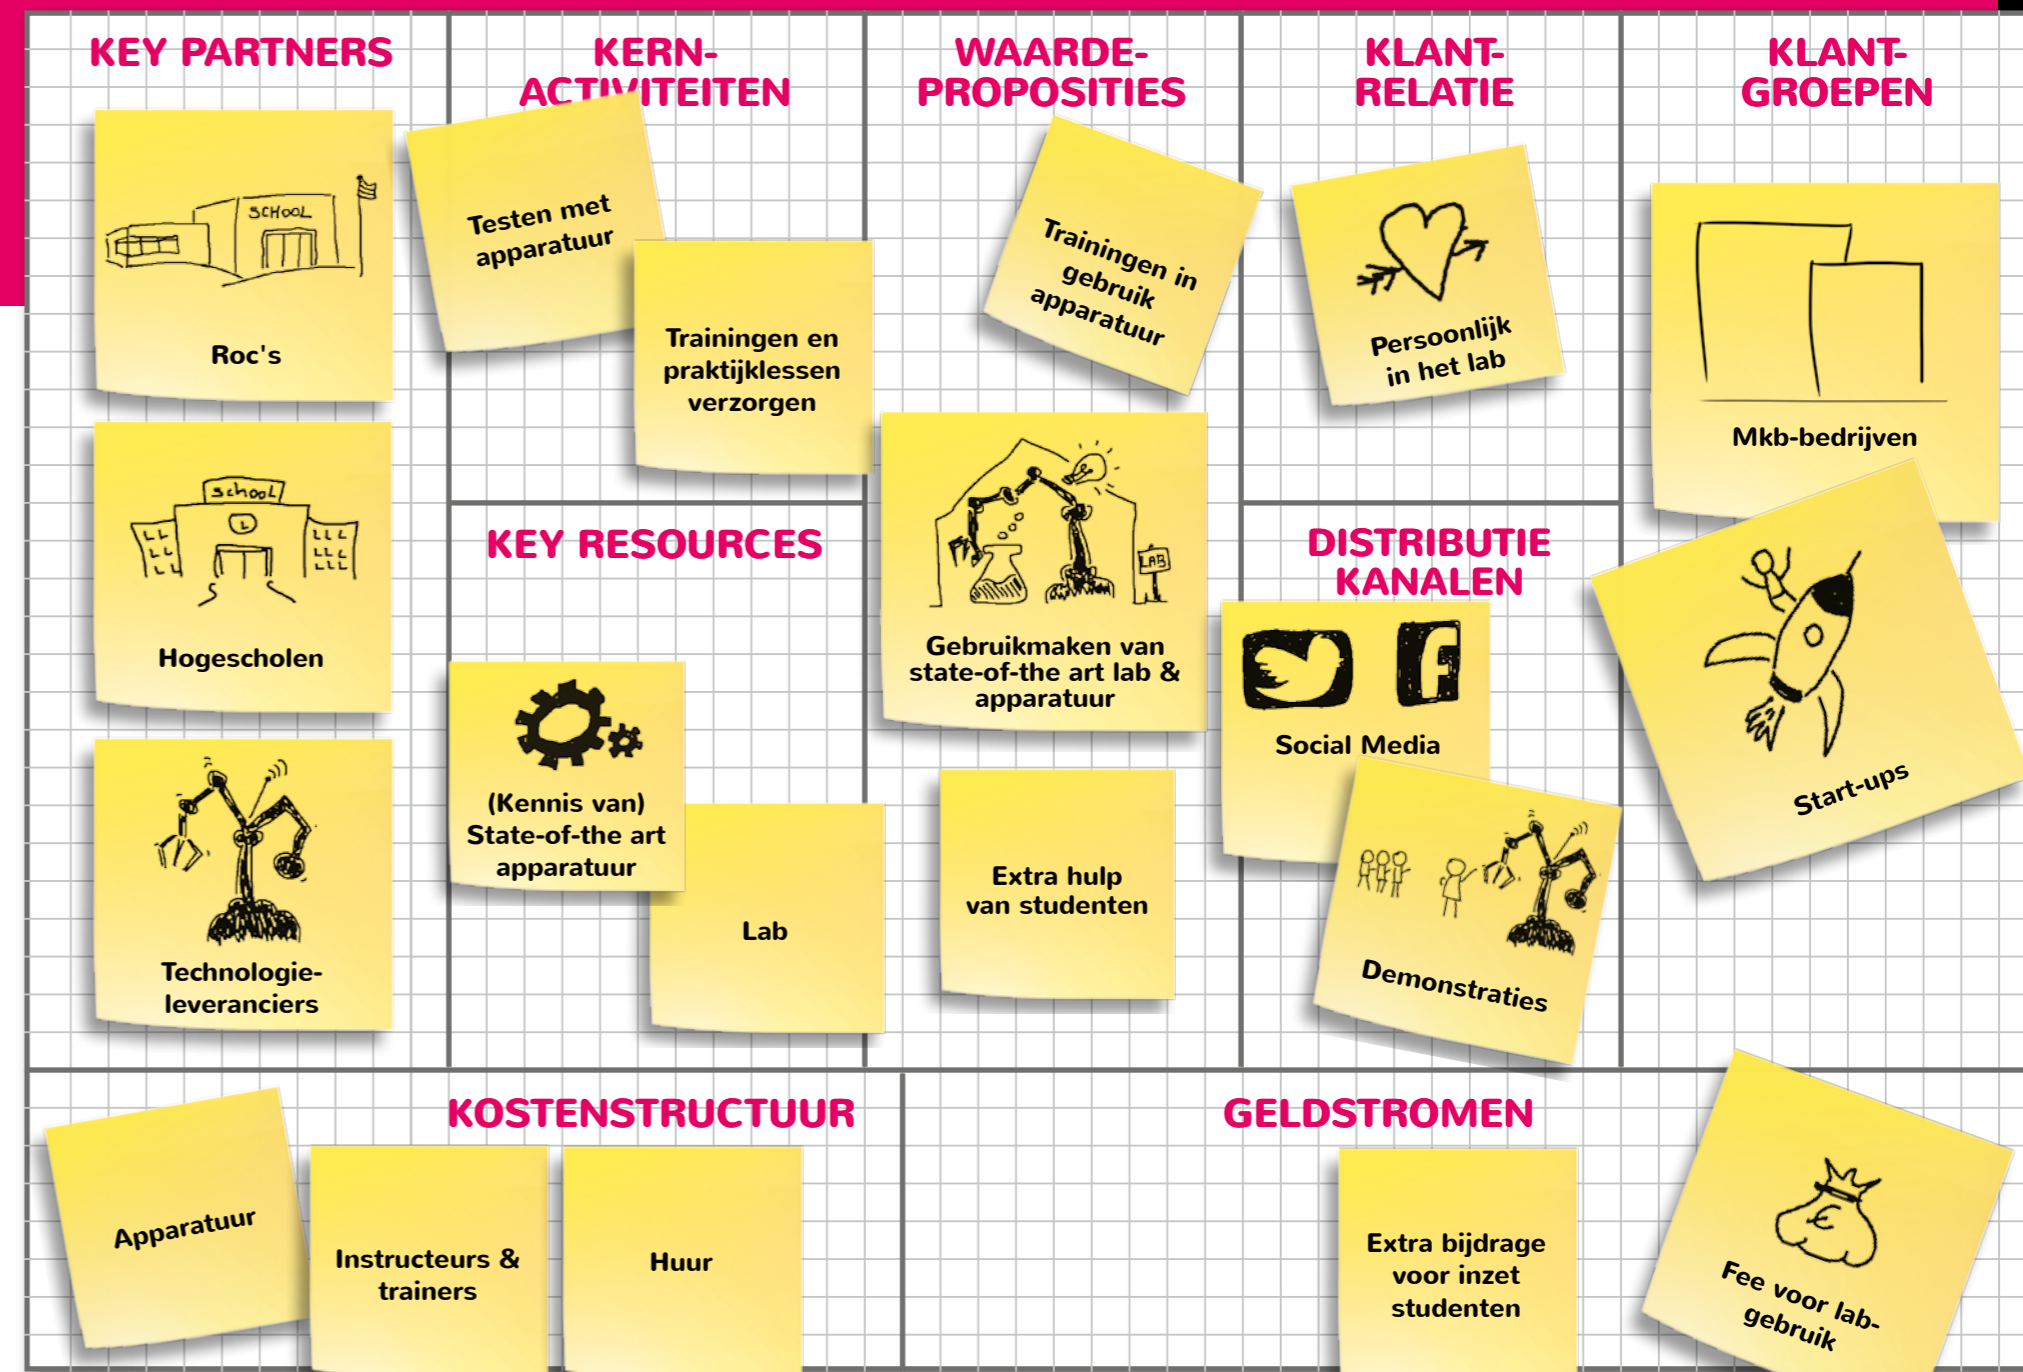 KEY PARTNERS
SCHOOL
Roc's
School
Hogescholen
Technologie-
leveranciers
KERN-
ACTIVITEITEN
Testen met
apparatuur
Trainingen en
praktijklessen
verzorgen
KEY RESOURCES
(Kennis van)
State-of-the art
apparatuur
Lab
WAARDE-
PROPOSITIES
Trainingen in
gebruik
apparatuur
LAB
Gebruikmaken van
state-of-the art lab &
apparatuur
Extra hulp
van studenten
KLANT-
RELATIE
Persoonlijk
in het lab
DISTRIBUTIE
KANALEN
Social Media
Demonstraties
KLANT-
GROEPEN
Mkb-bedrijven
Start-ups
KOSTENSTRUCTUUR
Apparatuur
Instructeurs &
trainers
Huur
GELDSTROMEN
Extra bijdrage
voor inzet
studenten
€
Fee voor lab-
gebruik